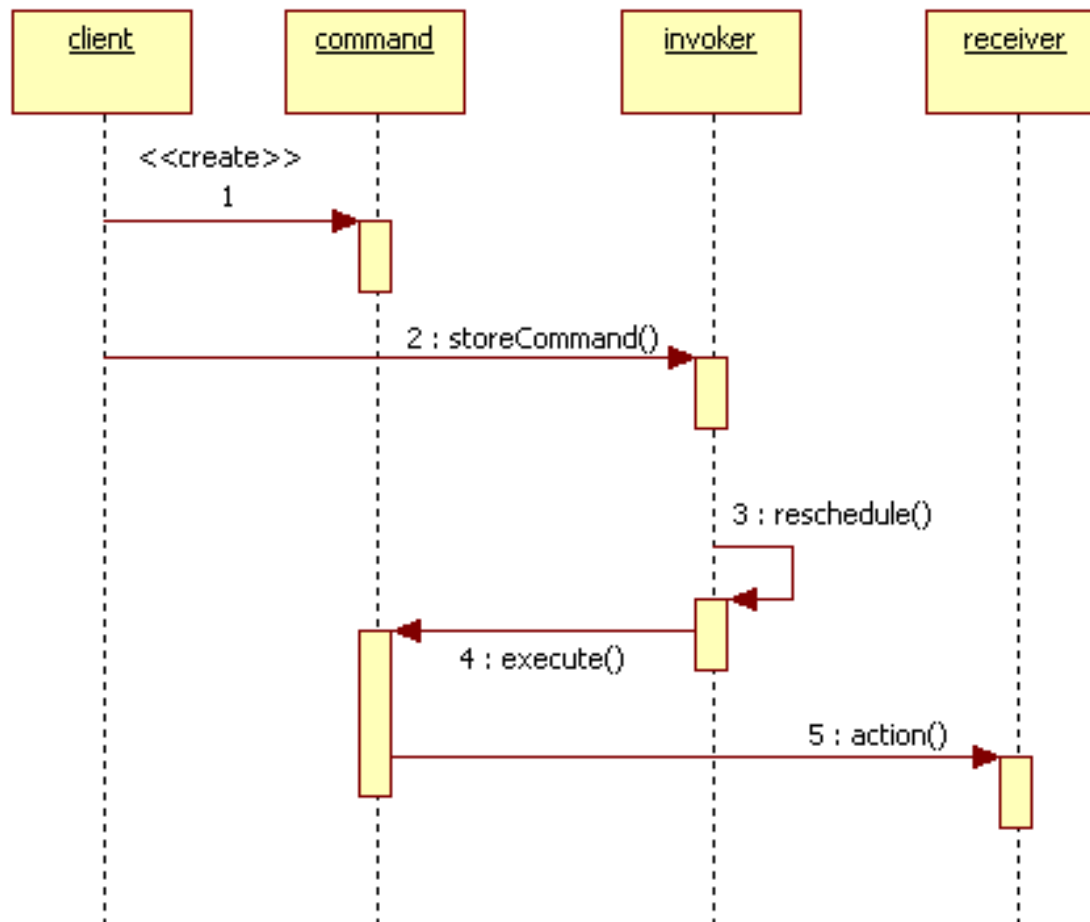 client
command
invoker
receiver
<<create>>
1
2 : storeCommand()
3 : reschedule()
4 : execute()
5 : action()